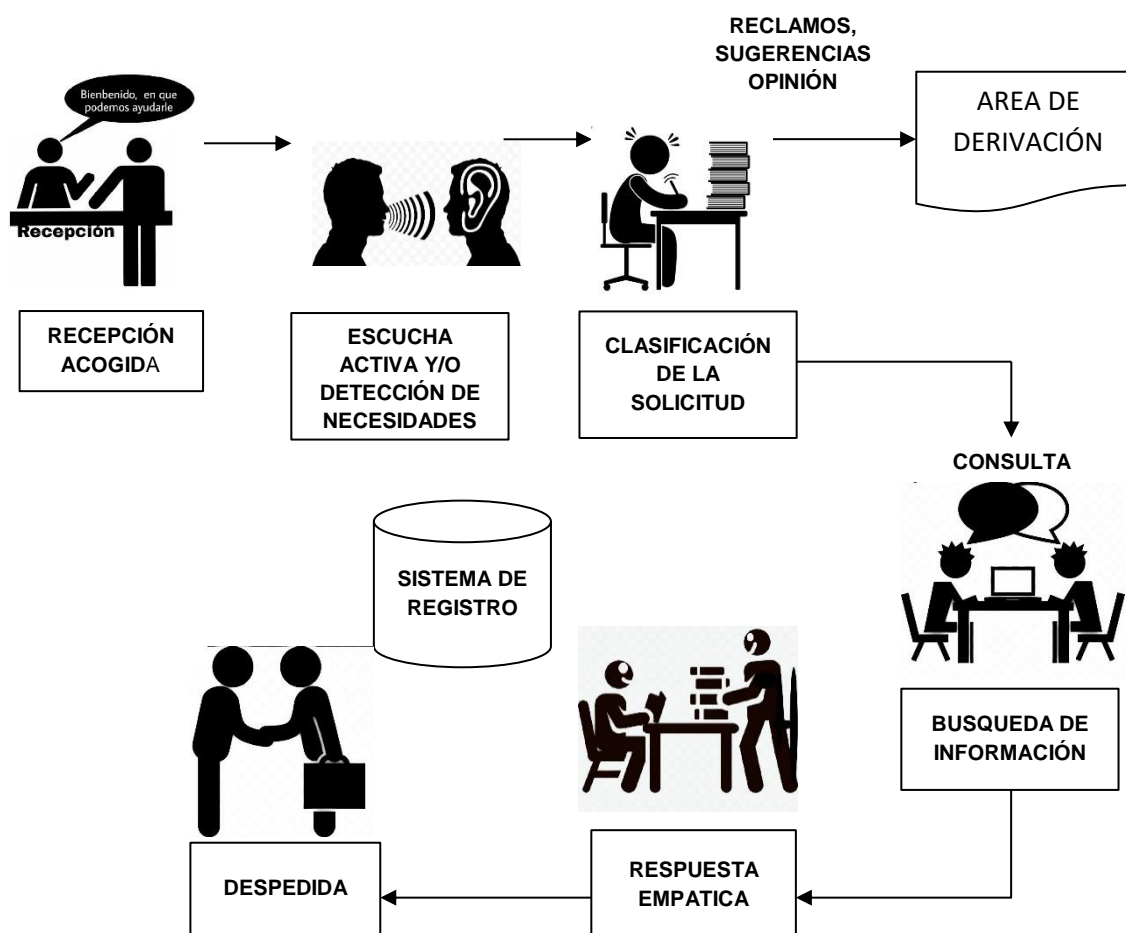 RECLAMOS,
SUGERENCIAS
OPINIÓN
AREA DE
DERIVACIÓN
Bienbenido, en que
podemos ayudarle
Recepción
RECEPCIÓN
ACOGIDA
ESCUCHA
ACTIVA Y/O
DETECCIÓN DE
NECESIDADES
CLASIFICACIÓN
DE LA
SOLICITUD
CONSULTA
SISTEMA DE
REGISTRO
BUSQUEDA DE
INFORMACIÓN
RESPUESTA
EMPATICA
DESPEDIDA